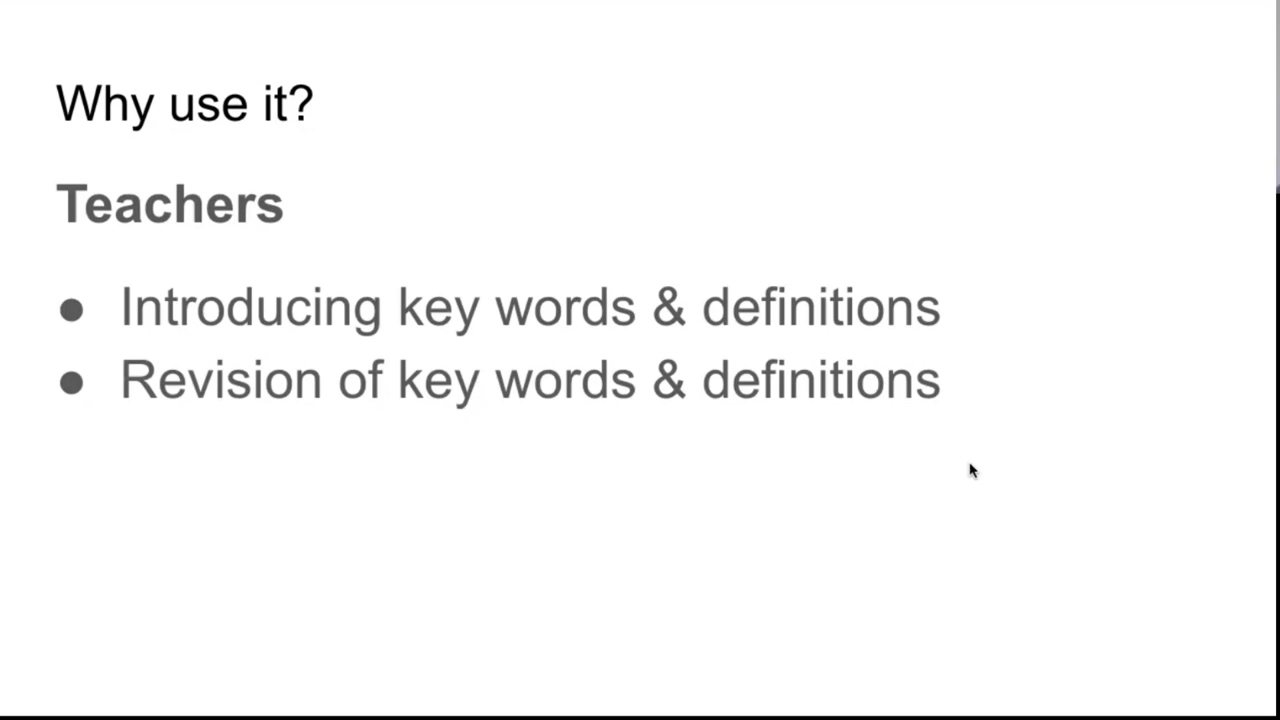 Why use it?
Teachers
● Introducing key words & definitions
● Revision of key words & definitions